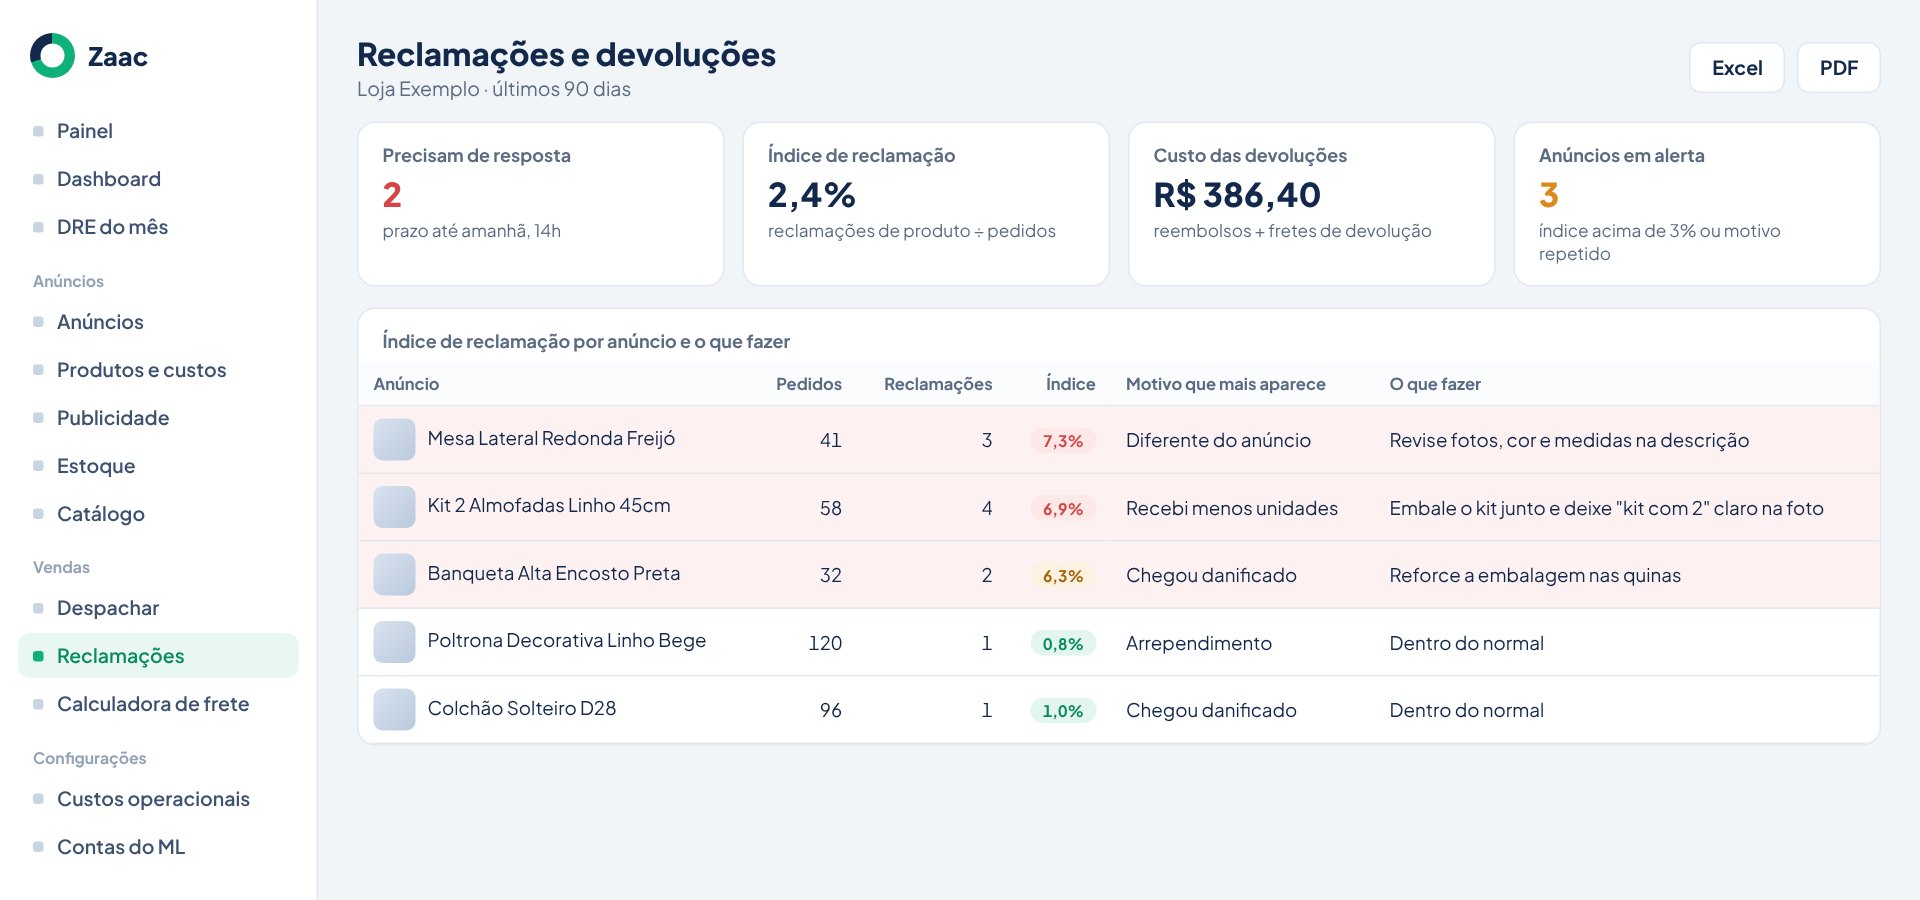 Zaac
Painel
Dashboard
DRE do mês
Anúncios
Anúncios
Produtos e custos
Publicidade
Estoque
Catálogo
Vendas
Despachar
Reclamações
Calculadora de frete
Configurações
Custos operacionais
Contas do ML
Reclamações e devoluções
Loja Exemplo · últimos 90 dias
Excel
PDF
Precisam de resposta
2
prazo até amanhã, 14h
Índice de reclamação
2,4%
reclamações de produto ÷ pedidos
Custo das devoluções
R$ 386,40
reembolsos + fretes de devolução
Anúncios em alerta
3
índice acima de 3% ou motivo
repetido
Índice de reclamação por anúncio e o que fazer
Anúncio Pedidos Reclamações Índice Motivo que mais aparece O que fazer
Mesa Lateral Redonda Freijó 41 3 7,3% Diferente do anúncio Revise fotos, cor e medidas na descrição
Kit 2 Almofadas Linho 45cm 58 4 6,9% Recebi menos unidades Embale o kit junto e deixe "kit com 2" claro na foto
Banqueta Alta Encosto Preta 32 2 6,3% Chegou danificado Reforce a embalagem nas quinas
Poltrona Decorativa Linho Bege 120 1 0,8% Arrependimento Dentro do normal
Colchão Solteiro D28 96 1 1,0% Chegou danificado Dentro do normal